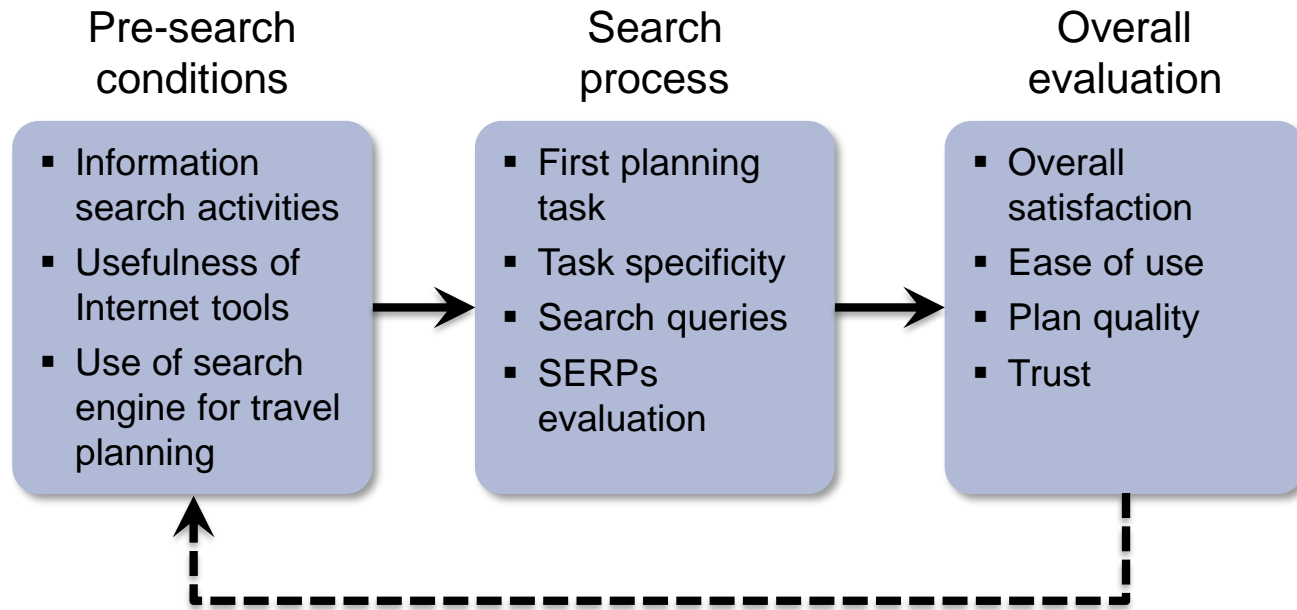 Pre-search
conditions
▪ Information
search activities
▪ Usefulness of
Internet tools
▪ Use of search
engine for travel
planning
Search
process
▪ First planning
task
▪ Task specificity
▪ Search queries
▪ SERPs
evaluation
Overall
evaluation
▪ Overall
satisfaction
▪ Ease of use
▪ Plan quality
▪ Trust